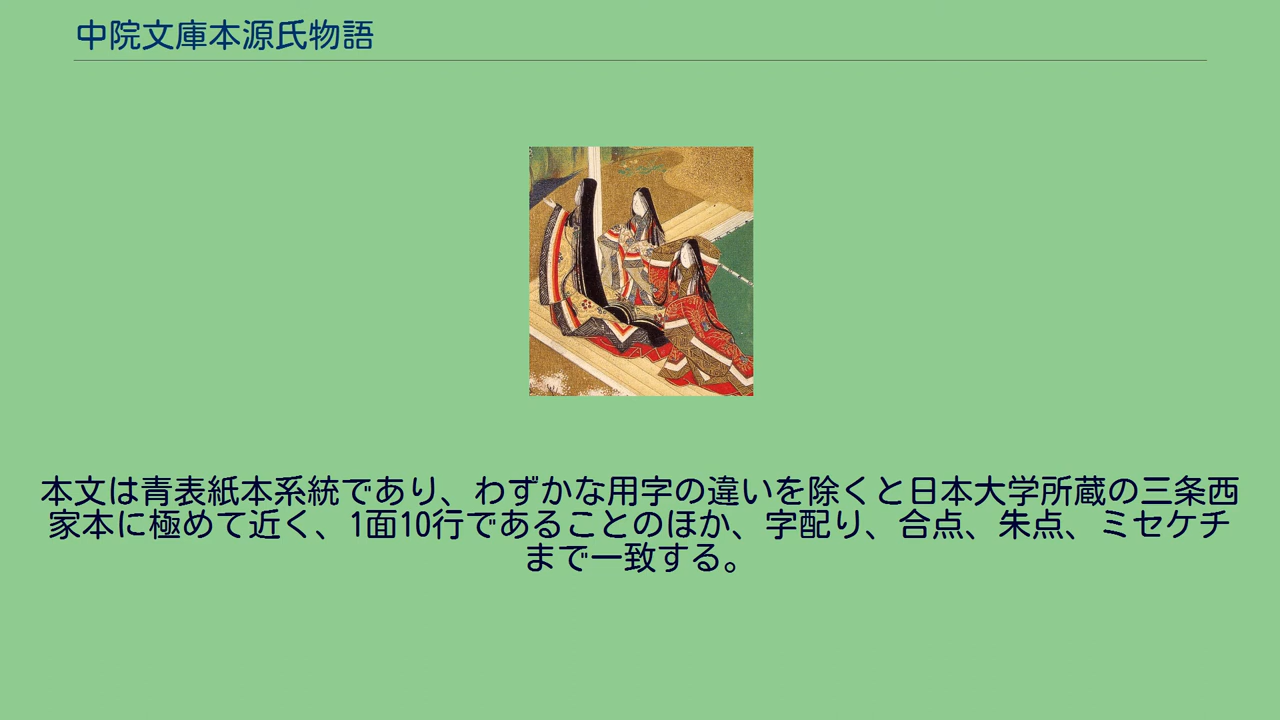 中院文庫本源氏物語
本文は青表紙本系統であり、わずかな用字の違いを除くと日本大学所蔵の三条西
家本に極めて近く、1面10行であることのほか、字配り、合点、朱点、ミセケチ
まで一致する。